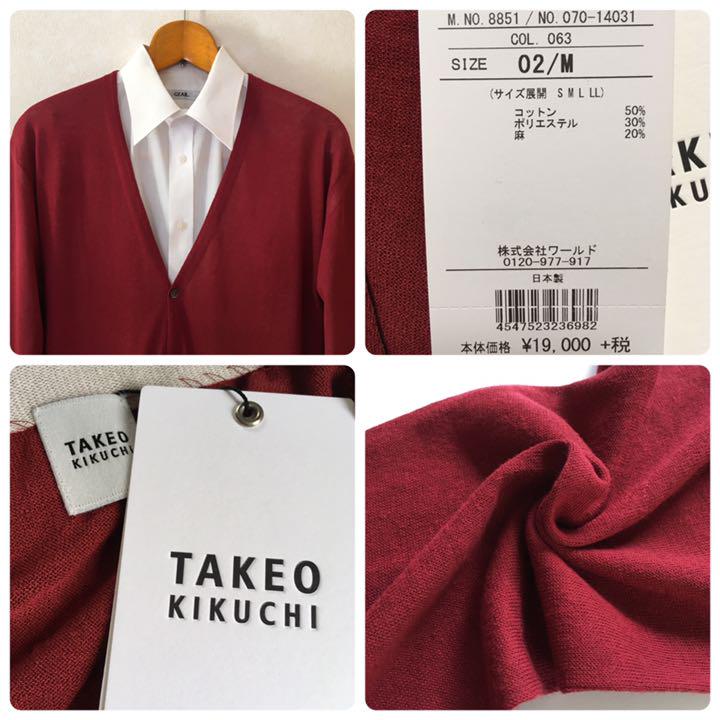 GEAR.
M.NO.8851/NO.070-14031
COL. 063
SIZE 02/M
(サイズ展開 S M L LL)
コットン 50%
ポリエステル 30%
麻 20%
株式会社ワールド
0120-977-917
日本製
4547523236982
本体価格 ¥19,000 +税
TAKEO
KIKUCHI
TAKEO
KIKUCHI